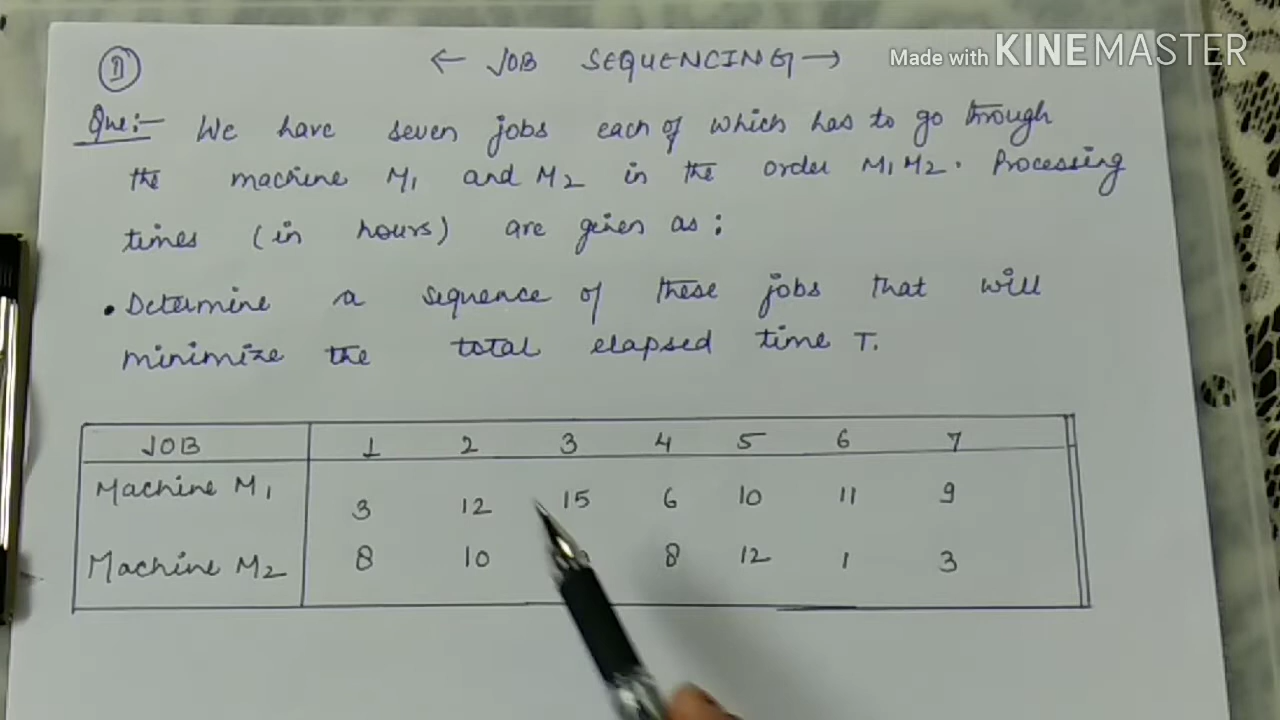 ① ← JOB SEQUENCING → Made with KINEMASTER
Que:- We have seven jobs each of which has to go through
the machine M1 and M2 in the order M1 M2. Processing
times (in hours) are given as:
• Determine a sequence of these jobs that will
minimize the total elapsed time T.
JOB 1 2 3 4 5 6 7
Machine M1 3 12 15 6 10 11 9
Machine M2 8 10 8 12 1 3